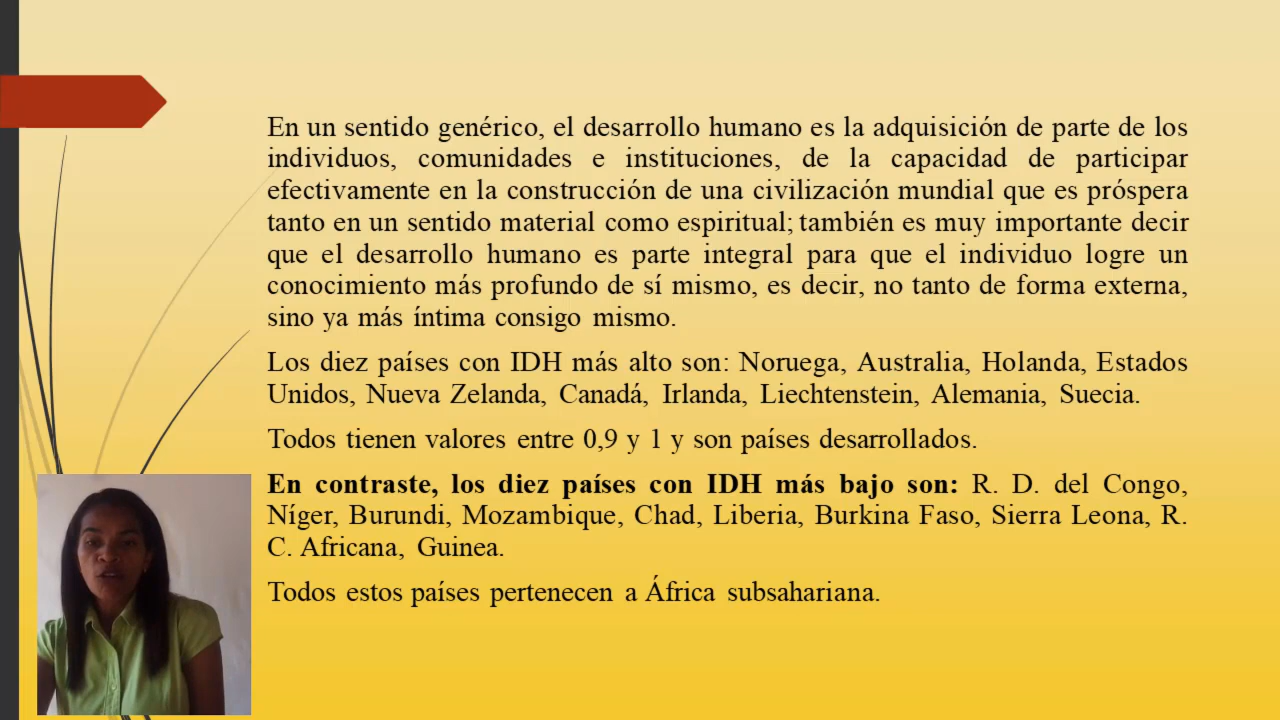 En un sentido genérico, el desarrollo humano es la adquisición de parte de los
individuos, comunidades e instituciones, de la capacidad de participar
efectivamente en la construcción de una civilización mundial que es próspera
tanto en un sentido material como espiritual; también es muy importante decir
que el desarrollo humano es parte integral para que el individuo logre un
conocimiento más profundo de sí mismo, es decir, no tanto de forma externa,
sino ya más íntima consigo mismo.
Los diez países con IDH más alto son: Noruega, Australia, Holanda, Estados
Unidos, Nueva Zelanda, Canadá, Irlanda, Liechtenstein, Alemania, Suecia.
Todos tienen valores entre 0,9 y 1 y son países desarrollados.
En contraste, los diez países con IDH más bajo son: R. D. del Congo,
Níger, Burundi, Mozambique, Chad, Liberia, Burkina Faso, Sierra Leona, R.
C. Africana, Guinea.
Todos estos países pertenecen a África subsahariana.